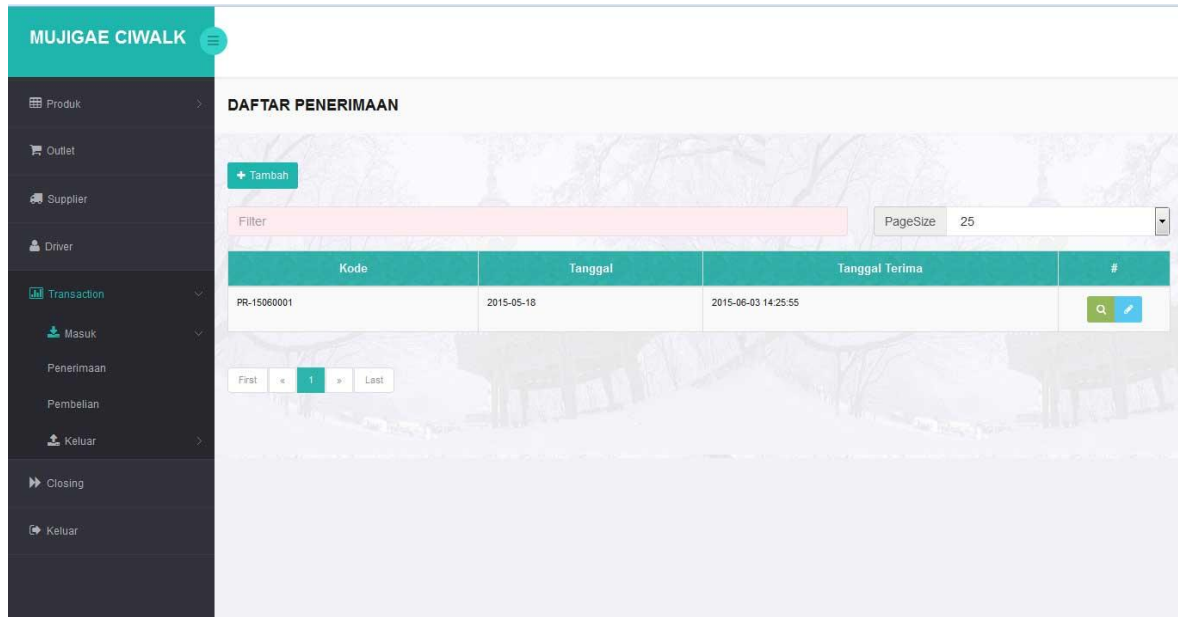 MUJIGAE CIWALK
Produk
Outlet
Supplier
Driver
Transaction
Masuk
Penerimaan
Pembelian
Keluar
Closing
Keluar
DAFTAR PENERIMAAN
+ Tambah
Filter
PageSize 25
Kode Tanggal Tanggal Terima #
PR-15060001 2015-05-18 2015-06-03 14:25:55
First « 1 » Last